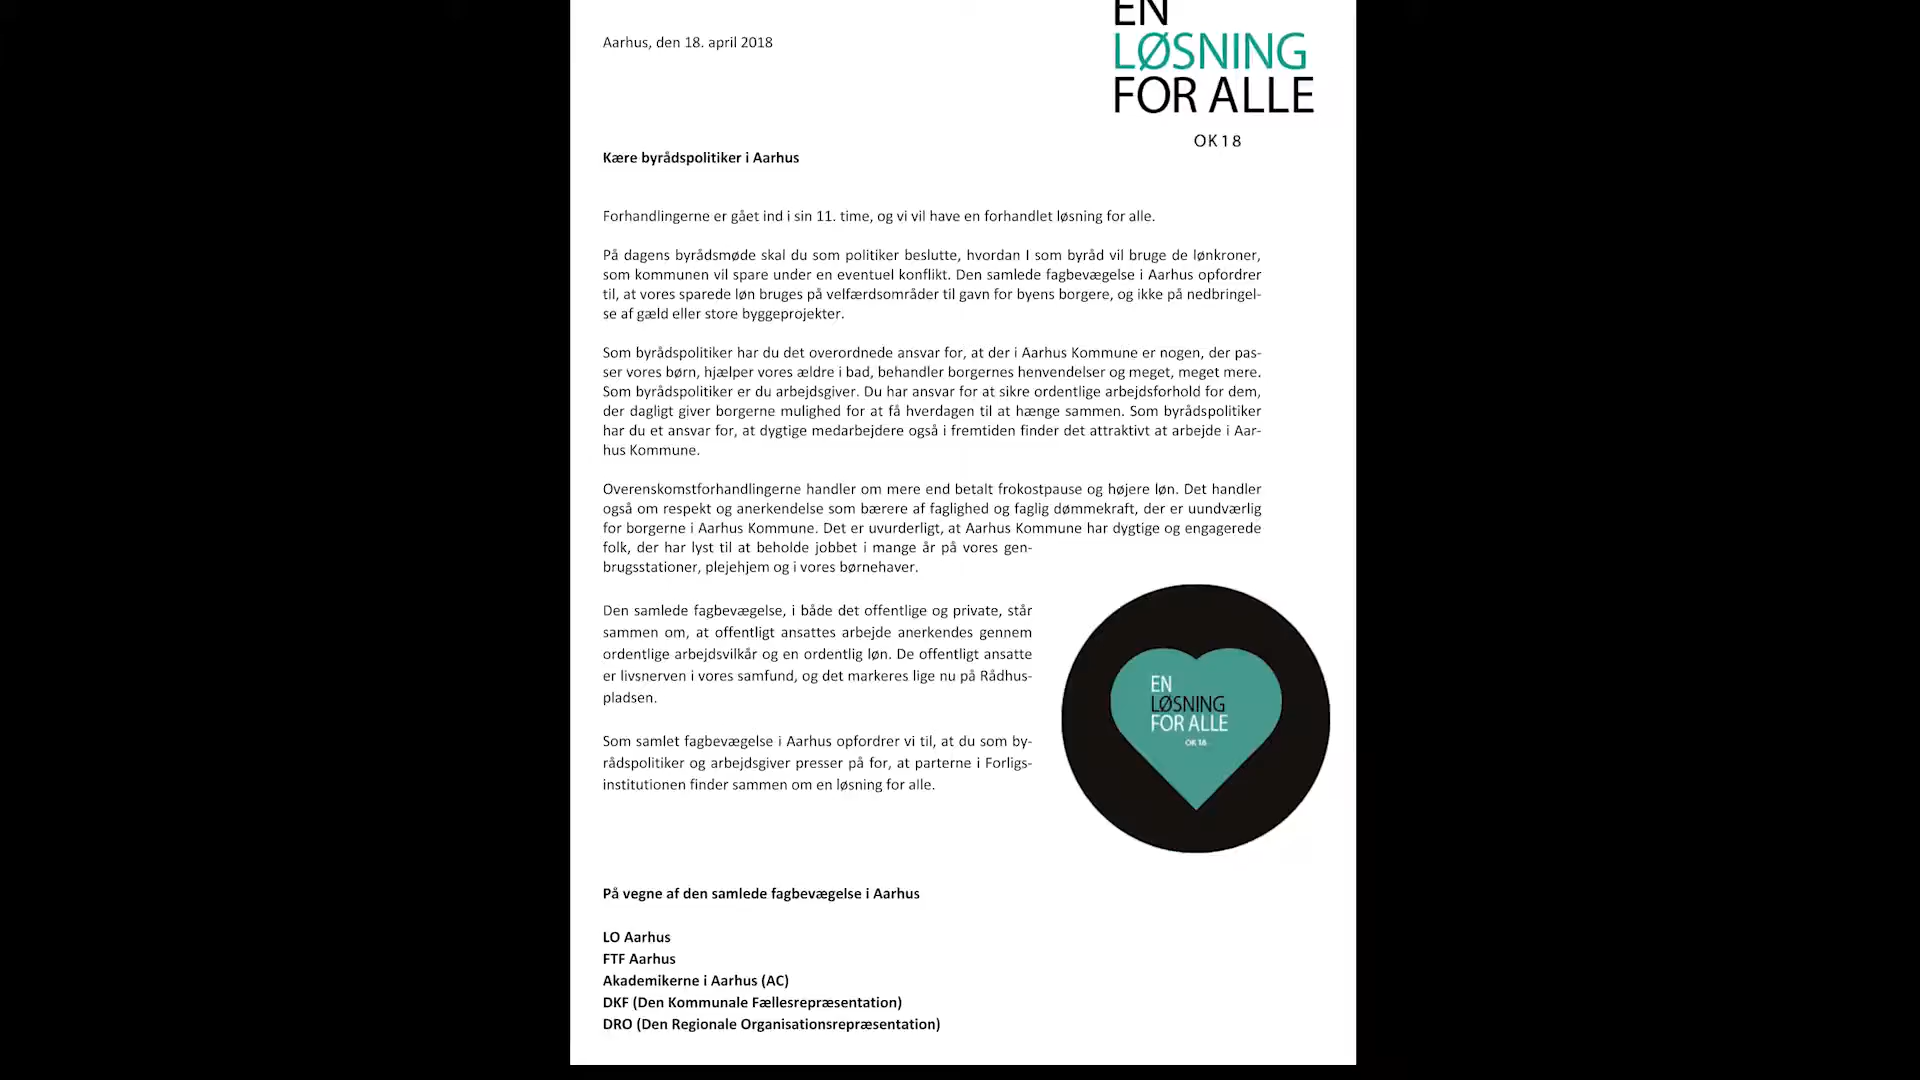 EN
LØSNING
FOR ALLE
OK18
Aarhus, den 18. april 2018
Kære byrådspolitiker i Aarhus
Forhandlingerne er gået ind i sin 11. time, og vi vil have en forhandlet løsning for alle.
På dagens byrådsmøde skal du som politiker beslutte, hvordan I som byråd vil bruge de lønkroner,
som kommunen vil spare under en eventuel konflikt. Den samlede fagbevægelse i Aarhus opfordrer
til, at vores sparede løn bruges på velfærdsområder til gavn for byens borgere, og ikke på nedbringel-
se af gæld eller store byggeprojekter.
Som byrådspolitiker har du det overordnede ansvar for, at der i Aarhus Kommune er nogen, der pas-
ser vores børn, hjælper vores ældre i bad, behandler borgernes henvendelser og meget, meget mere.
Som byrådspolitiker er du arbejdsgiver. Du har ansvar for at sikre ordentlige arbejdsforhold for dem,
der dagligt giver borgerne mulighed for at få hverdagen til at hænge sammen. Som byrådspolitiker
har du et ansvar for, at dygtige medarbejdere også i fremtiden finder det attraktivt at arbejde i Aar-
hus Kommune.
Overenskomstforhandlingerne handler om mere end betalt frokostpause og højere løn. Det handler
også om respekt og anerkendelse som bærere af faglighed og faglig dømmekraft, der er uundværlig
for borgerne i Aarhus Kommune. Det er uvurderligt, at Aarhus Kommune har dygtige og engagerede
folk, der har lyst til at beholde jobbet i mange år på vores gen-
brugsstationer, plejehjem og i vores børnehaver.
Den samlede fagbevægelse, i både det offentlige og private, står
sammen om, at offentligt ansattes arbejde anerkendes gennem
ordentlige arbejdsvilkår og en ordentlig løn. De offentligt ansatte
er livsnerven i vores samfund, og det markeres lige nu på Rådhus-
pladsen.
Som samlet fagbevægelse i Aarhus opfordrer vi til, at du som by-
rådspolitiker og arbejdsgiver presser på for, at parterne i Forligs-
institutionen finder sammen om en løsning for alle.
EN
LØSNING
FOR ALLE
OK 18
På vegne af den samlede fagbevægelse i Aarhus
LO Aarhus
FTF Aarhus
Akademikerne i Aarhus (AC)
DKF (Den Kommunale Fællesrepræsentation)
DRO (Den Regionale Organisationsrepræsentation)